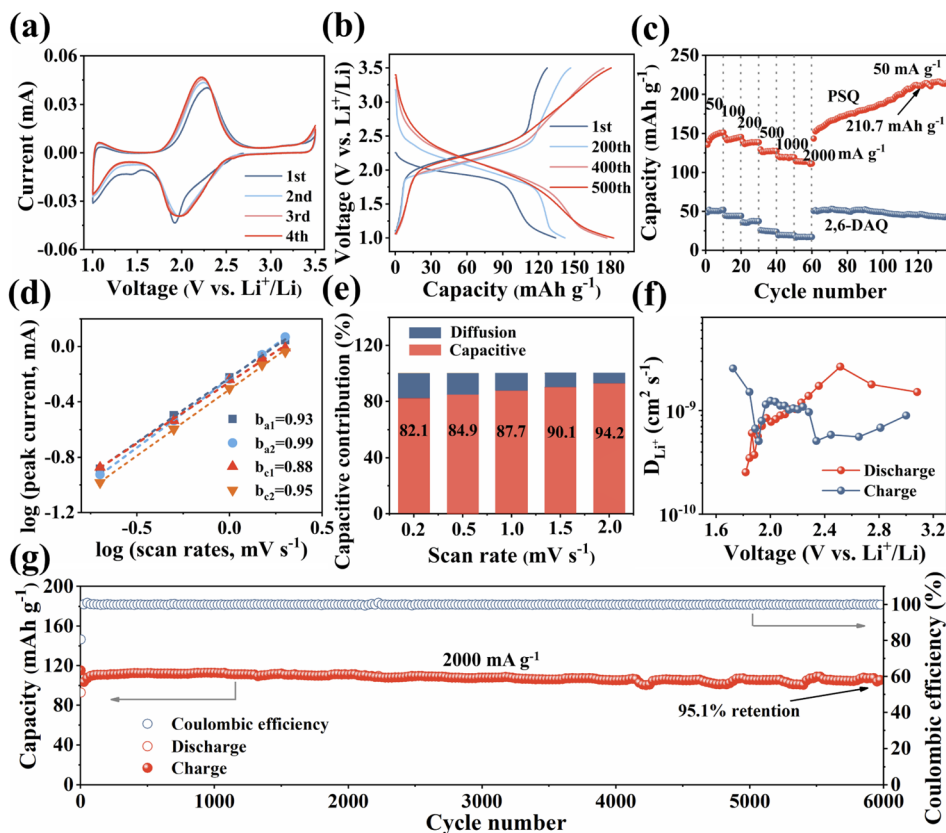 (a)
Current (mA)
0.06
0.03
0.00
-0.03
-0.06
1.0 1.5 2.0 2.5 3.0 3.5
Voltage (V vs. Li⁺/Li)
1st
2nd
3rd
4th
(b)
Voltage (V vs. Li⁺/Li)
3.5
3.0
2.5
2.0
1.5
1.0
0 30 60 90 120 150 180
Capacity (mAh g⁻¹)
1st
200th
400th
500th
(c)
Capacity (mAh g⁻¹)
250
200
150
100
50
0
0 20 40 60 80 100 120
Cycle number
50
100
200
500
1000
2000 mA g⁻¹
PSQ
50 mA g⁻¹
210.7 mAh g⁻¹
2,6-DAQ
(d)
log (peak current, mA)
0.0
-0.4
-0.8
-1.2
-0.5 0.0 0.5
log (scan rates, mV s⁻¹)
bₐ₁=0.93
bₐ₂=0.99
b_c1=0.88
b_c2=0.95
(e)
Capacitive contribution (%)
120
80
40
0
Diffusion
Capacitive
82.1 84.9 87.7 90.1 94.2
0.2 0.5 1.0 1.5 2.0
Scan rate (mV s⁻¹)
(f)
D_Li⁺ (cm² s⁻¹)
10⁻⁹
10⁻¹⁰
1.6 2.0 2.4 2.8 3.2
Voltage (V vs. Li⁺/Li)
Discharge
Charge
(g)
Capacity (mAh g⁻¹)
200
160
120
80
40
0
2000 mA g⁻¹
95.1% retention
Coulombic efficiency
Discharge
Charge
0 1000 2000 3000 4000 5000 6000
Cycle number
100
80
60
40
20
0
Coulombic efficiency (%)